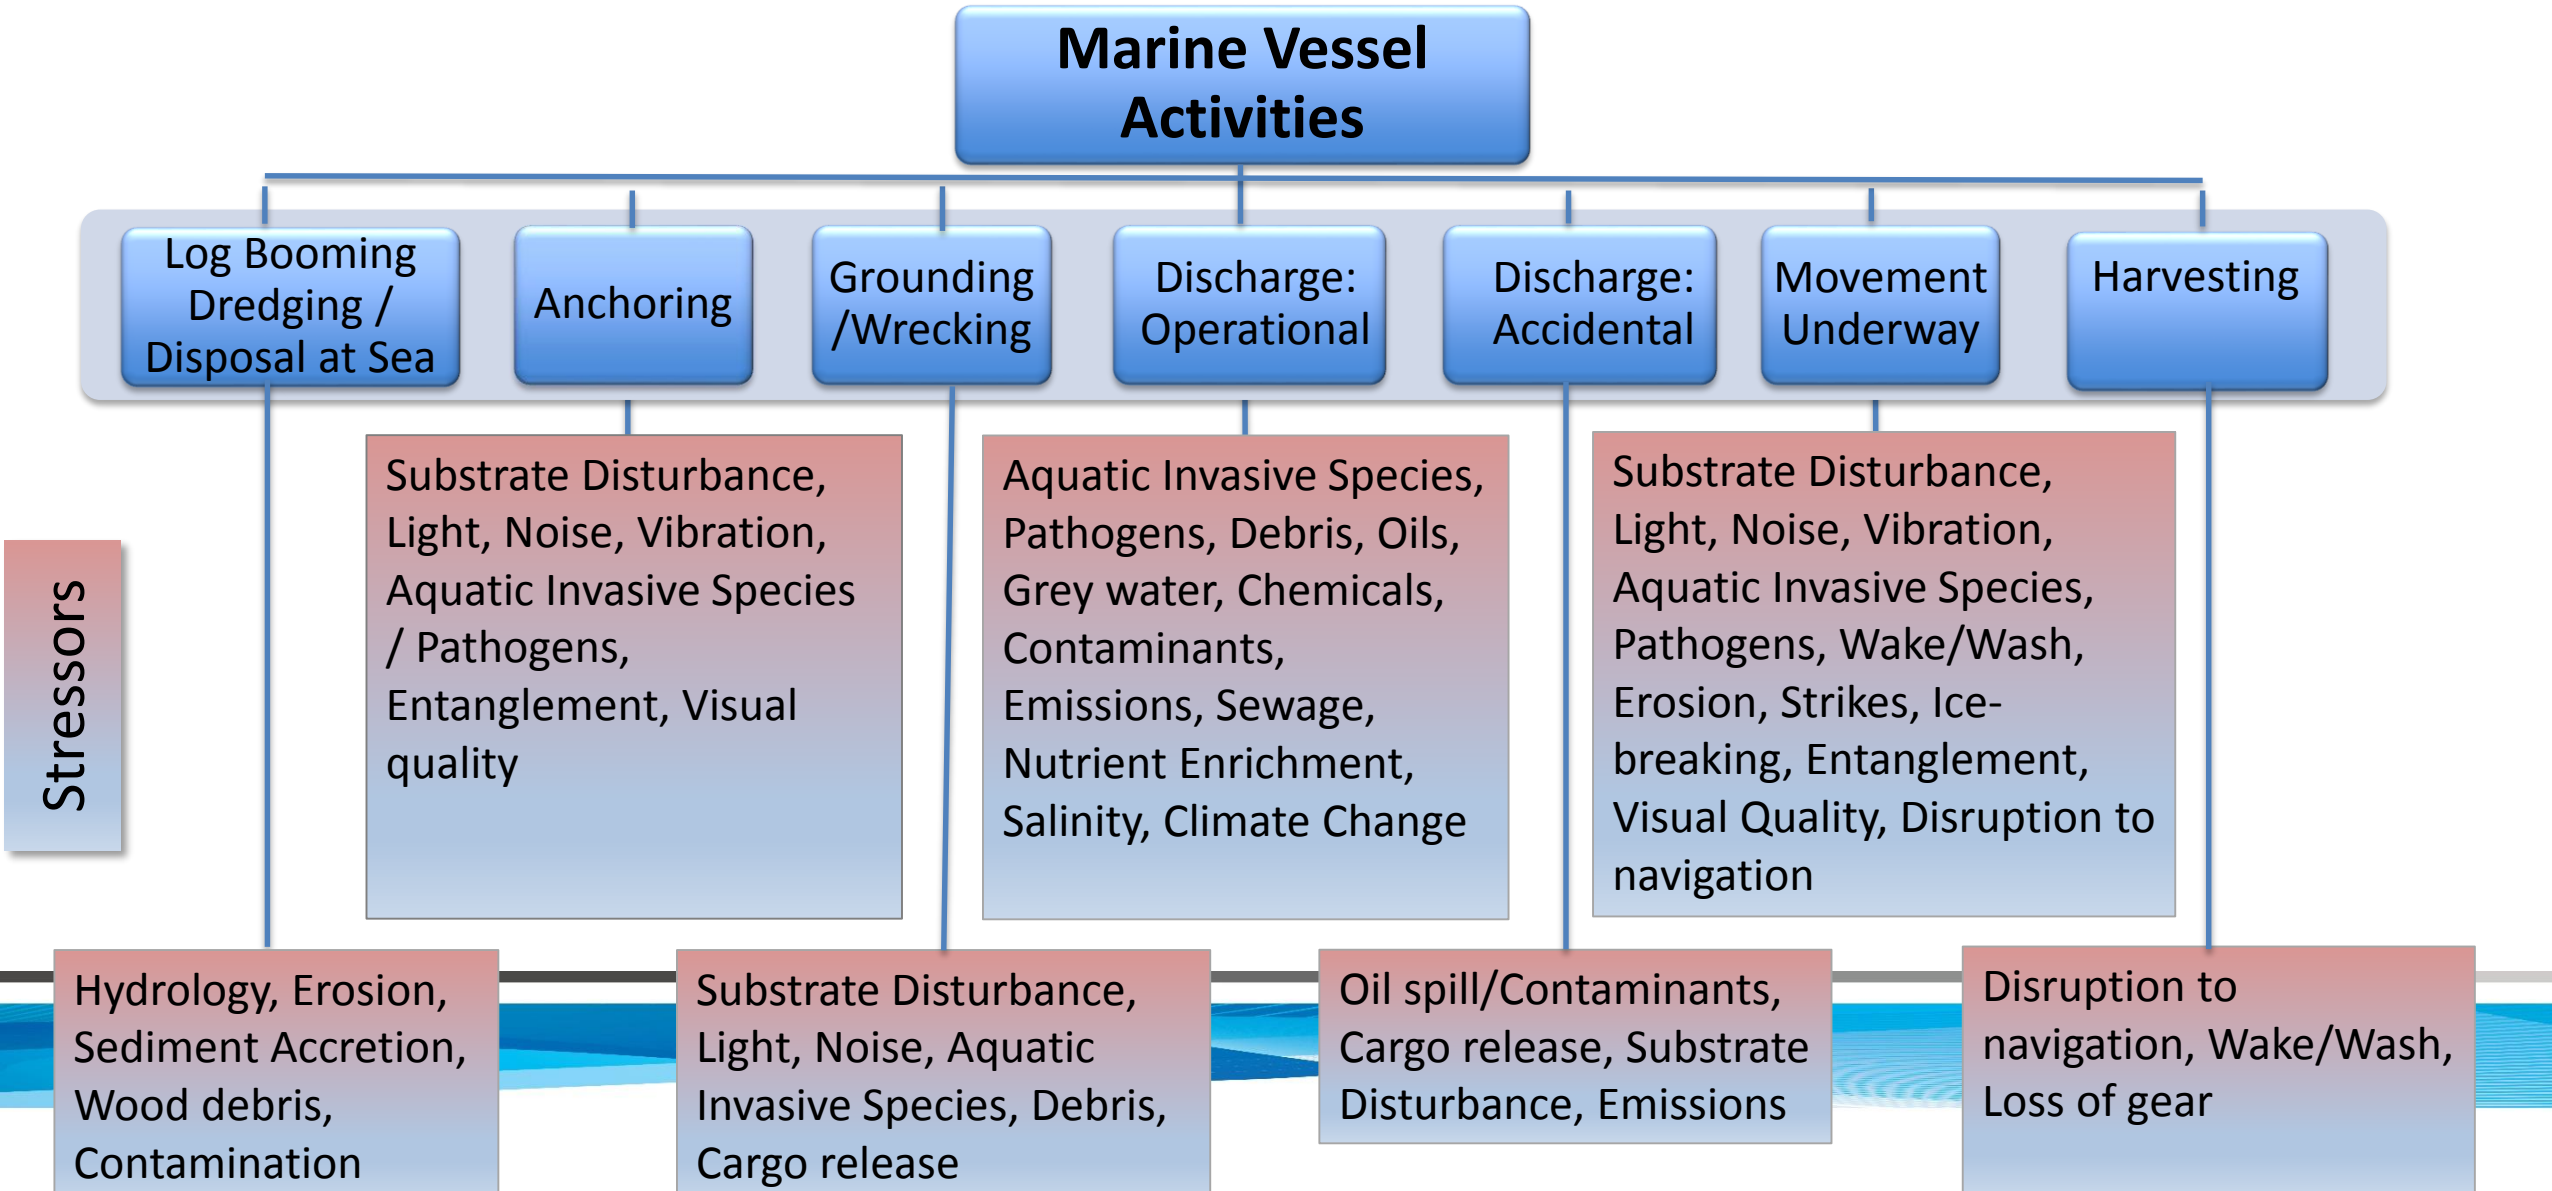 Marine Vessel
Activities
Log Booming
Dredging /
Disposal at Sea
Anchoring
Grounding
/Wrecking
Discharge:
Operational
Discharge:
Accidental
Movement
Underway
Harvesting
Stressors
Substrate Disturbance,
Light, Noise, Vibration,
Aquatic Invasive Species
/ Pathogens,
Entanglement, Visual
quality
Aquatic Invasive Species,
Pathogens, Debris, Oils,
Grey water, Chemicals,
Contaminants,
Emissions, Sewage,
Nutrient Enrichment,
Salinity, Climate Change
Substrate Disturbance,
Light, Noise, Vibration,
Aquatic Invasive Species,
Pathogens, Wake/Wash,
Erosion, Strikes, Ice-
breaking, Entanglement,
Visual Quality, Disruption to
navigation
Hydrology, Erosion,
Sediment Accretion,
Wood debris,
Contamination
Substrate Disturbance,
Light, Noise, Aquatic
Invasive Species, Debris,
Cargo release
Oil spill/Contaminants,
Cargo release, Substrate
Disturbance, Emissions
Disruption to
navigation, Wake/Wash,
Loss of gear